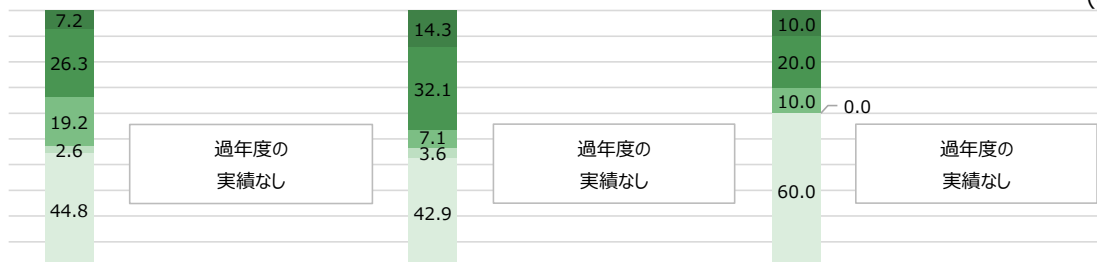 (
7.2
26.3
19.2
2.6
44.8
過年度の
実績なし
14.3
32.1
7.1
3.6
42.9
過年度の
実績なし
10.0
20.0
10.0
0.0
60.0
過年度の
実績なし